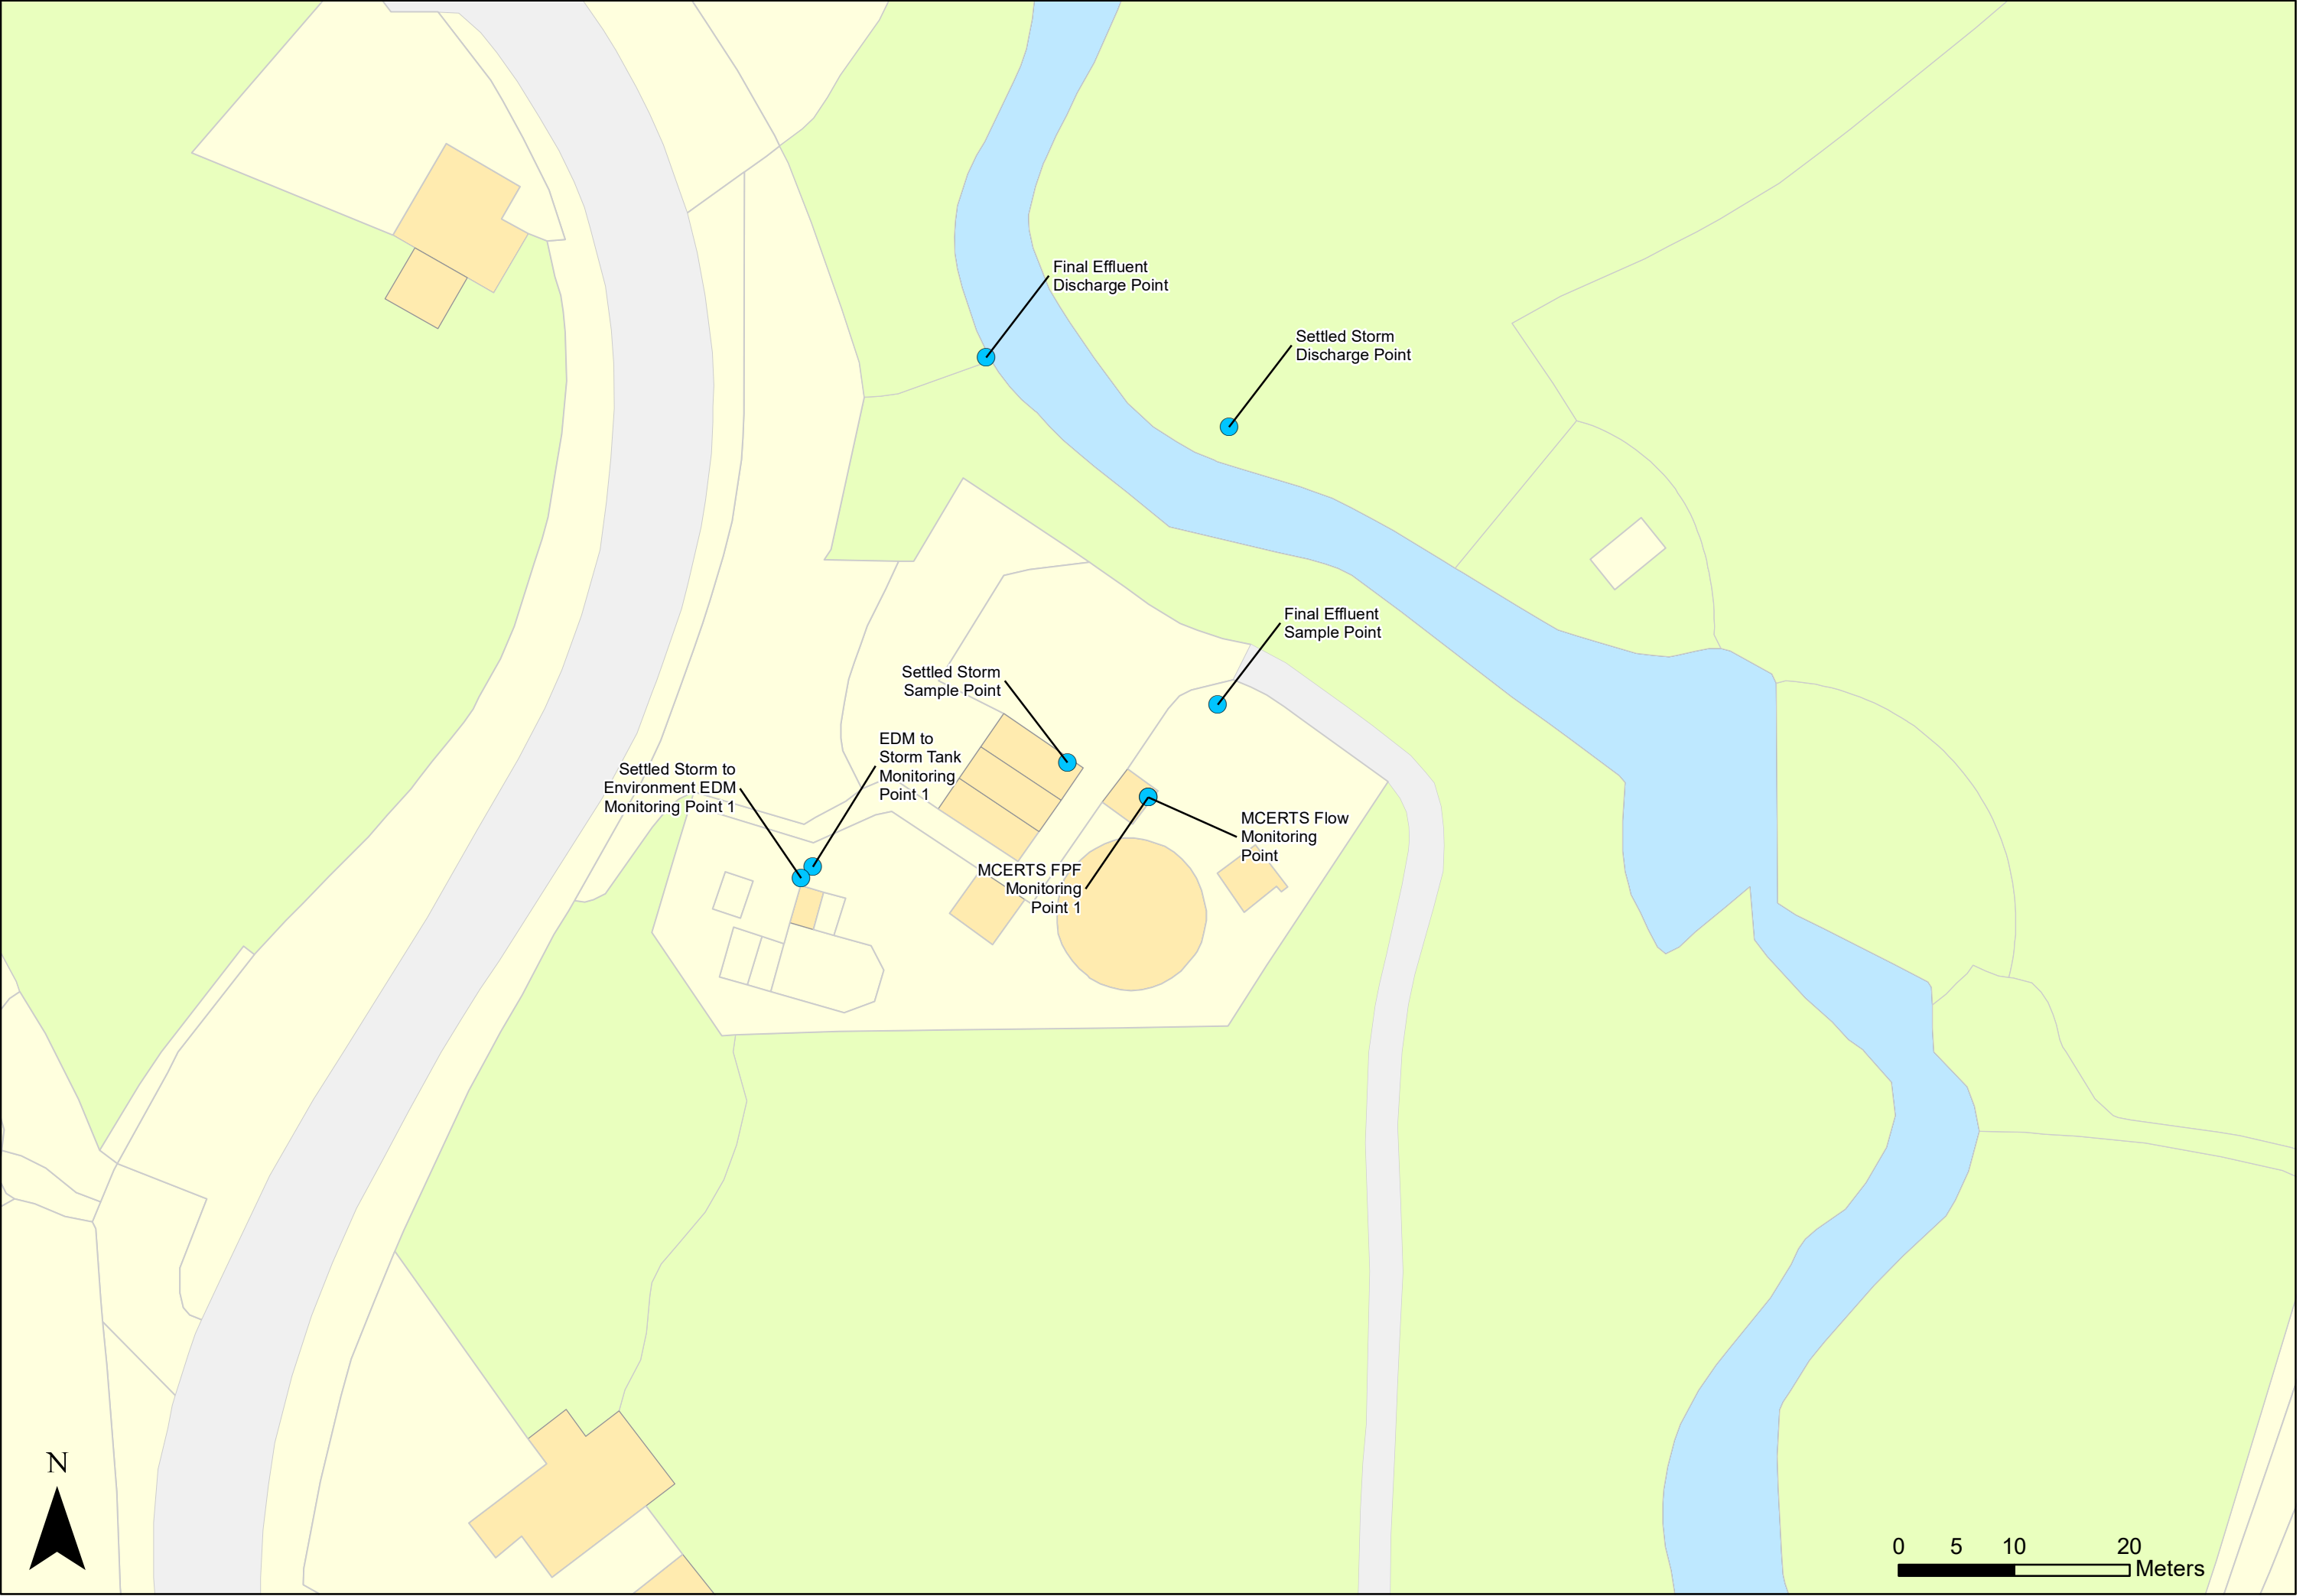 Final Effluent
Discharge Point
Settled Storm
Discharge Point
Final Effluent
Sample Point
Settled Storm
Sample Point
EDM to
Storm Tank
Monitoring
Point 1
Settled Storm to
Environment EDM
Monitoring Point 1
MCERTS Flow
Monitoring
Point
MCERTS FPF
Monitoring
Point 1
N
0 5 10 20
Meters